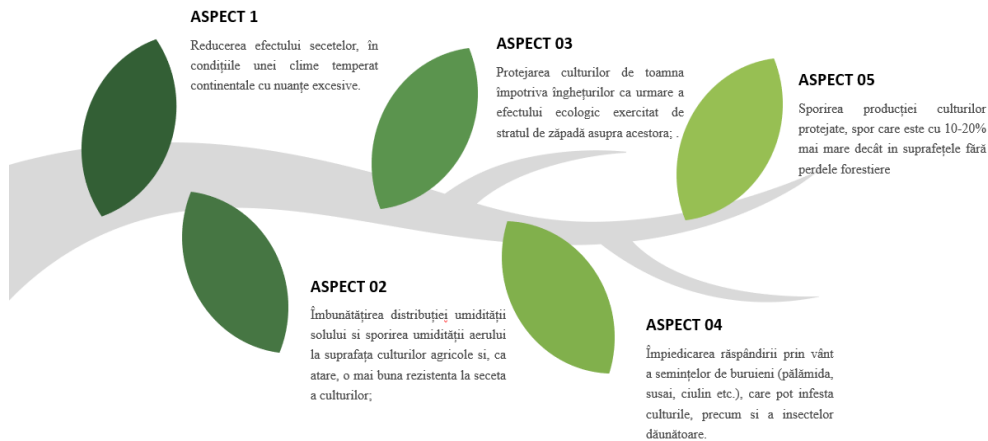 ASPECT 1
Reducerea efectului secetelor, în
condițiile unei clime temperat
continentale cu nuanțe excesive.
ASPECT 02
Îmbunătățirea distribuției umidității
solului si sporirea umidității aerului
la suprafața culturilor agricole si, ca
atare, o mai buna rezistenta la seceta
a culturilor;
ASPECT 03
Protejarea culturilor de toamna
împotriva înghețurilor ca urmare a
efectului ecologic exercitat de
stratul de zăpadă asupra acestora; .
ASPECT 04
Împiedicarea răspândirii prin vânt
a semințelor de buruieni (pălămida,
susai, ciulin etc.), care pot infesta
culturile, precum si a insectelor
dăunătoare.
ASPECT 05
Sporirea producției culturilor
protejate, spor care este cu 10-20%
mai mare decât in suprafețele fără
perdele forestiere